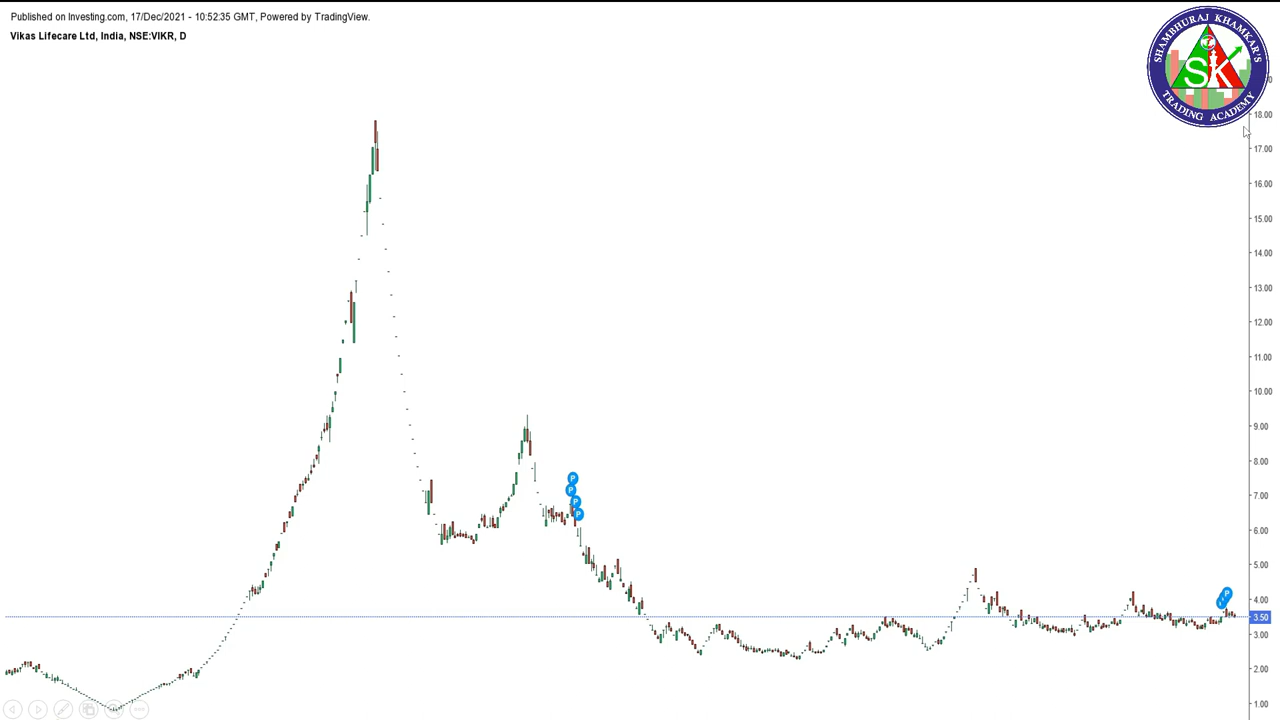 Published on Investing.com, 17/Dec/2021 - 10:52:35 GMT, Powered by TradingView.
Vikas Lifecare Ltd, India, NSE:VIKR, D
SHAMBHURAJ KHAMKAR'S
SK
TRADING ACADEMY
18.00
17.00
16.00
15.00
14.00
13.00
12.00
11.00
10.00
9.00
8.00
7.00
P
P
P
P
6.00
5.00
4.00
P
3.50
3.00
2.00
1.00